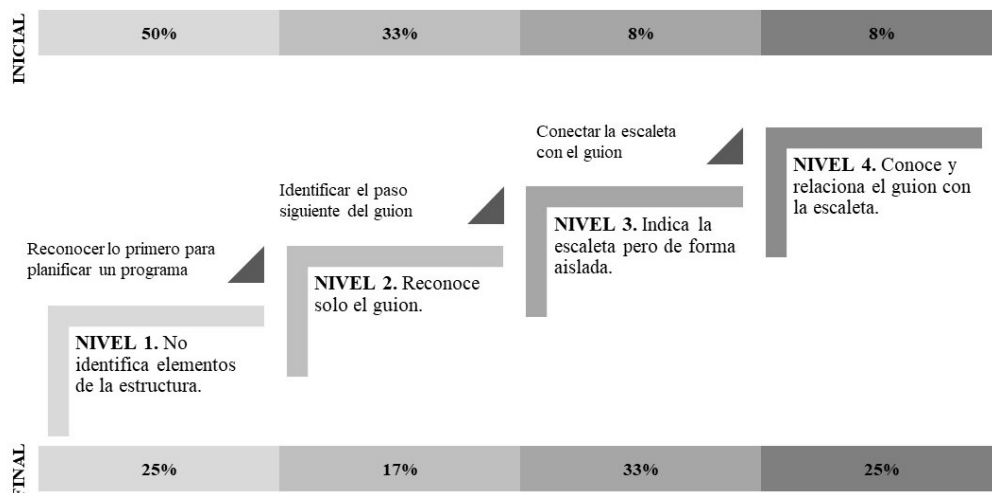 INICIAL
50%
33%
8%
8%
Reconocer lo primero para
planificar un programa
NIVEL 1. No
identifica elementos
de la estructura.
Identificar el paso
siguiente del guion
NIVEL 2. Reconoce
solo el guion.
Conectar la escaleta
con el guion
NIVEL 3. Indica la
escaleta pero de forma
aislada.
NIVEL 4. Conoce y
relaciona el guion con
la escaleta.
FINAL
25%
17%
33%
25%